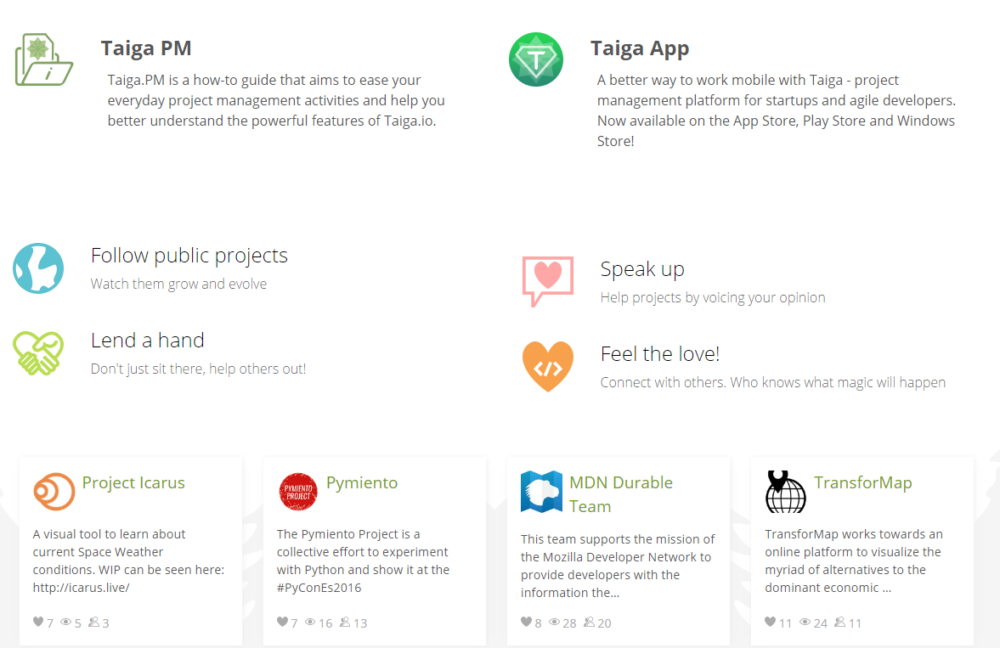 Taiga PM
Taiga.PM is a how-to guide that aims to ease your
everyday project management activities and help you
better understand the powerful features of Taiga.io.
T
Taiga App
A better way to work mobile with Taiga - project
management platform for startups and agile developers.
Now available on the App Store, Play Store and Windows
Store!
Follow public projects
Watch them grow and evolve
Lend a hand
Don't just sit there, help others out!
Speak up
Help projects by voicing your opinion
</>
Feel the love!
Connect with others. Who knows what magic will happen
Project Icarus
A visual tool to learn about
current Space Weather
conditions. WIP can be seen here:
http://icarus.live/
7 5 3
PYMIENTO
PROJECT
Pymiento
The Pymiento Project is a
collective effort to experiment
with Python and show it at the
#PyConEs2016
7 16 13
MDN Durable
Team
This team supports the mission of
the Mozilla Developer Network to
provide developers with the
information the...
8 28 20
TransforMap
TransforMap works towards an
online platform to visualize the
myriad of alternatives to the
dominant economic ...
11 24 11